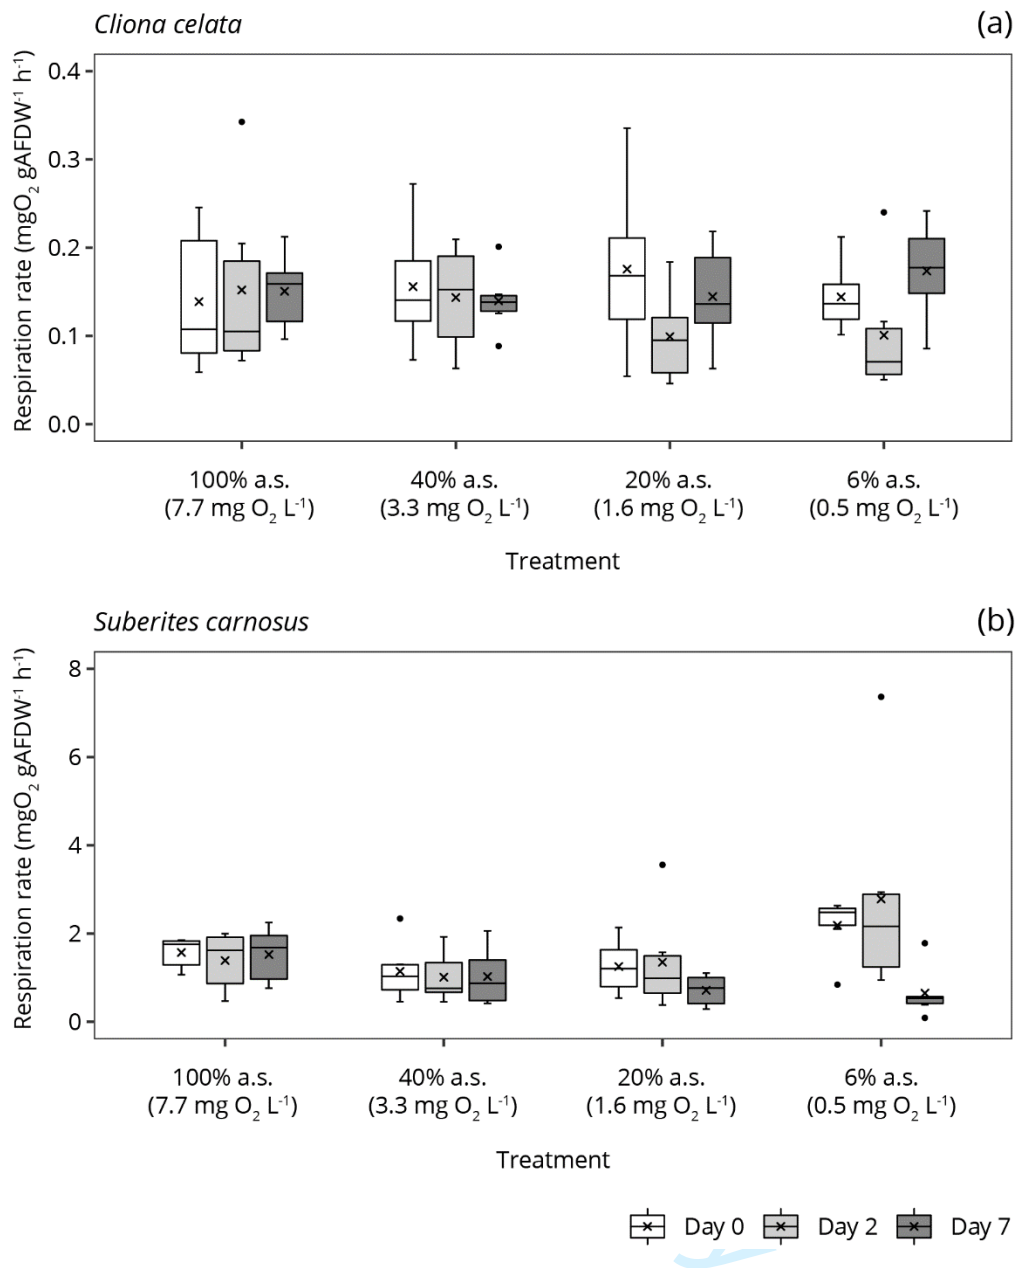 Cliona celata
(a)
Respiration rate (mgO₂ gAFDW⁻¹ h⁻¹)
0.4
0.3
0.2
0.1
0.0
100% a.s. 40% a.s. 20% a.s. 6% a.s.
(7.7 mg O₂ L⁻¹) (3.3 mg O₂ L⁻¹) (1.6 mg O₂ L⁻¹) (0.5 mg O₂ L⁻¹)
Treatment
Suberites carnosus
(b)
Respiration rate (mgO₂ gAFDW⁻¹ h⁻¹)
8
6
4
2
0
100% a.s. 40% a.s. 20% a.s. 6% a.s.
(7.7 mg O₂ L⁻¹) (3.3 mg O₂ L⁻¹) (1.6 mg O₂ L⁻¹) (0.5 mg O₂ L⁻¹)
Treatment
Day 0 Day 2 Day 7